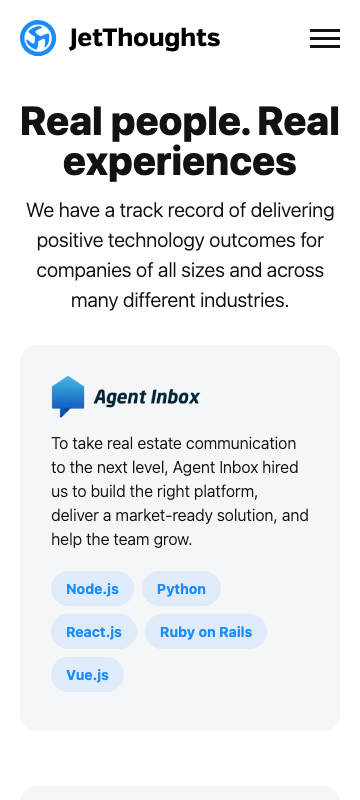 JetThoughts
Real people. Real
experiences
We have a track record of delivering
positive technology outcomes for
companies of all sizes and across
many different industries.
Agent Inbox
To take real estate communication
to the next level, Agent Inbox hired
us to build the right platform,
deliver a market-ready solution, and
help the team grow.
Node.js
Python
React.js
Ruby on Rails
Vue.js